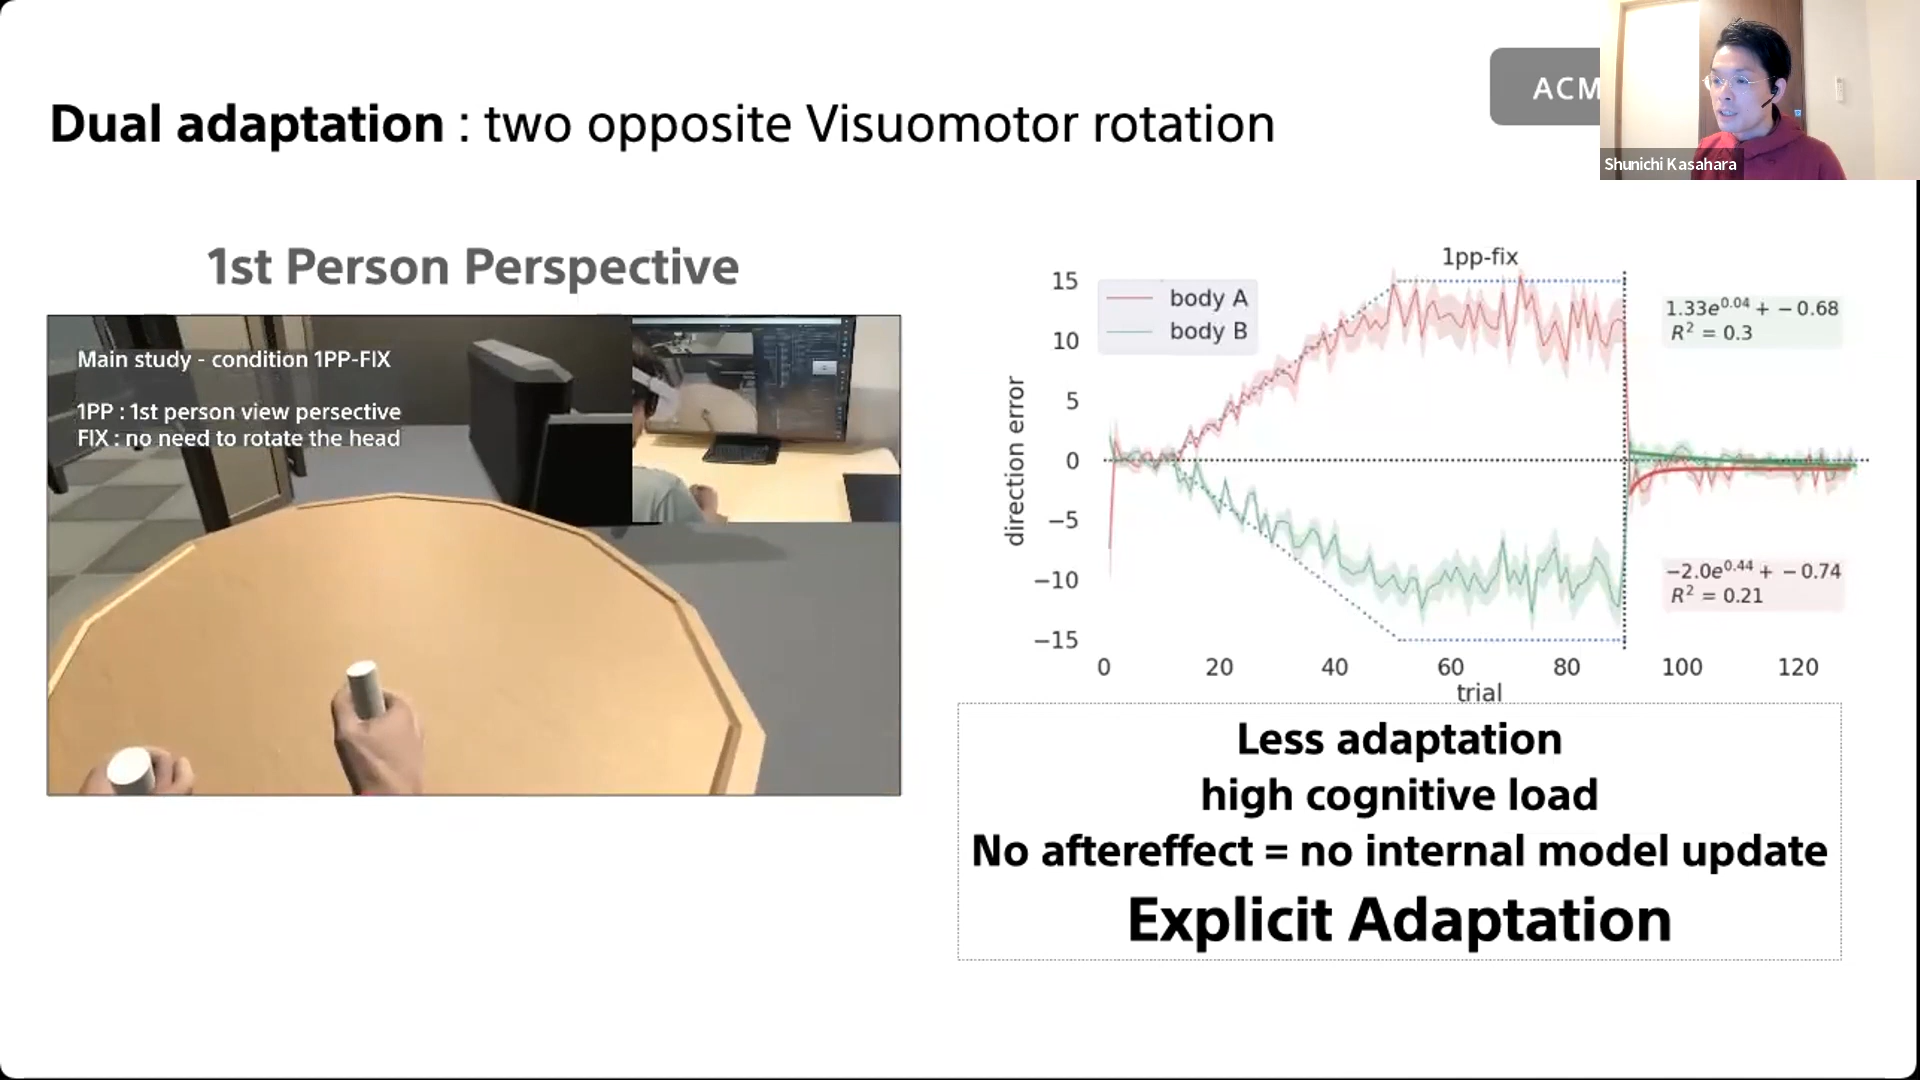 Dual adaptation : two opposite Visuomotor rotation
ACM
Shunichi Kasahara
1st Person Perspective
Main study - condition 1PP-FIX
1PP : 1st person view persective
FIX : no need to rotate the head
1pp-fix
body A
body B
15
10
5
0
−5
−10
−15
direction error
0 20 40 60 80 100 120
trial
1.33e^0.04 + − 0.68
R² = 0.3
−2.0e^0.44 + − 0.74
R² = 0.21
Less adaptation
high cognitive load
No aftereffect = no internal model update
Explicit Adaptation